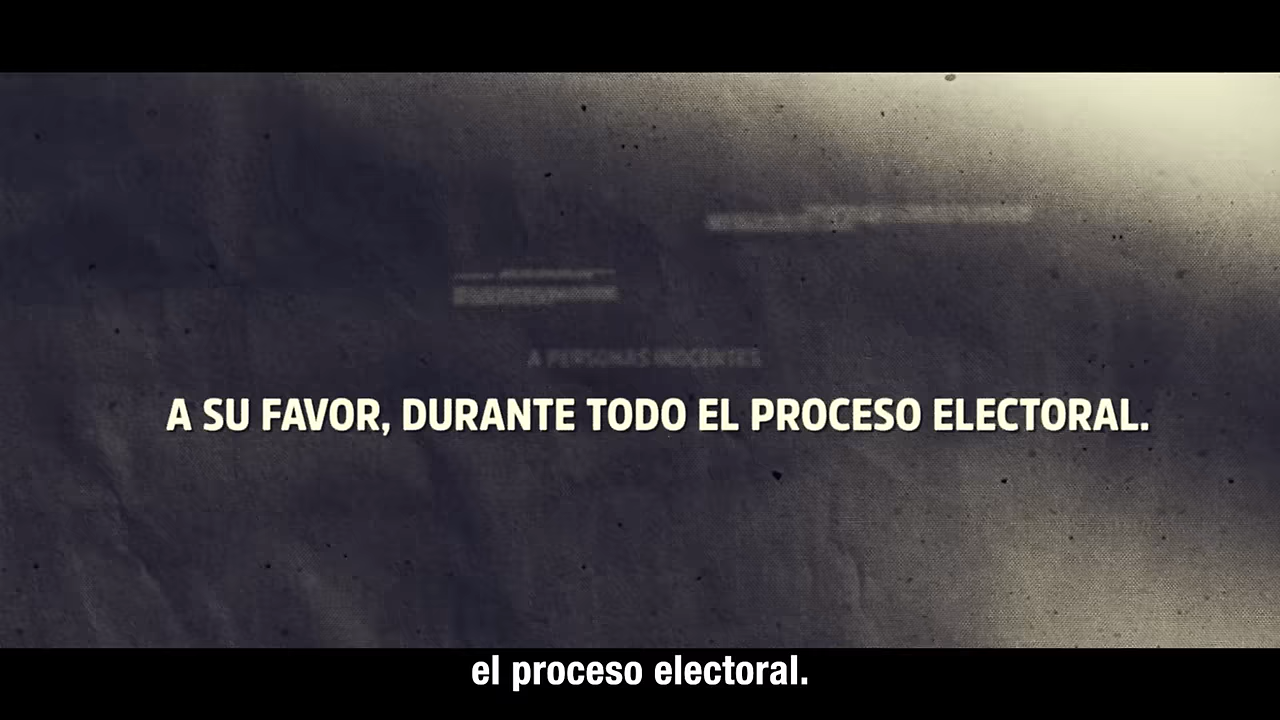 A PERSONAS INOCENTES
A SU FAVOR, DURANTE TODO EL PROCESO ELECTORAL.
el proceso electoral.